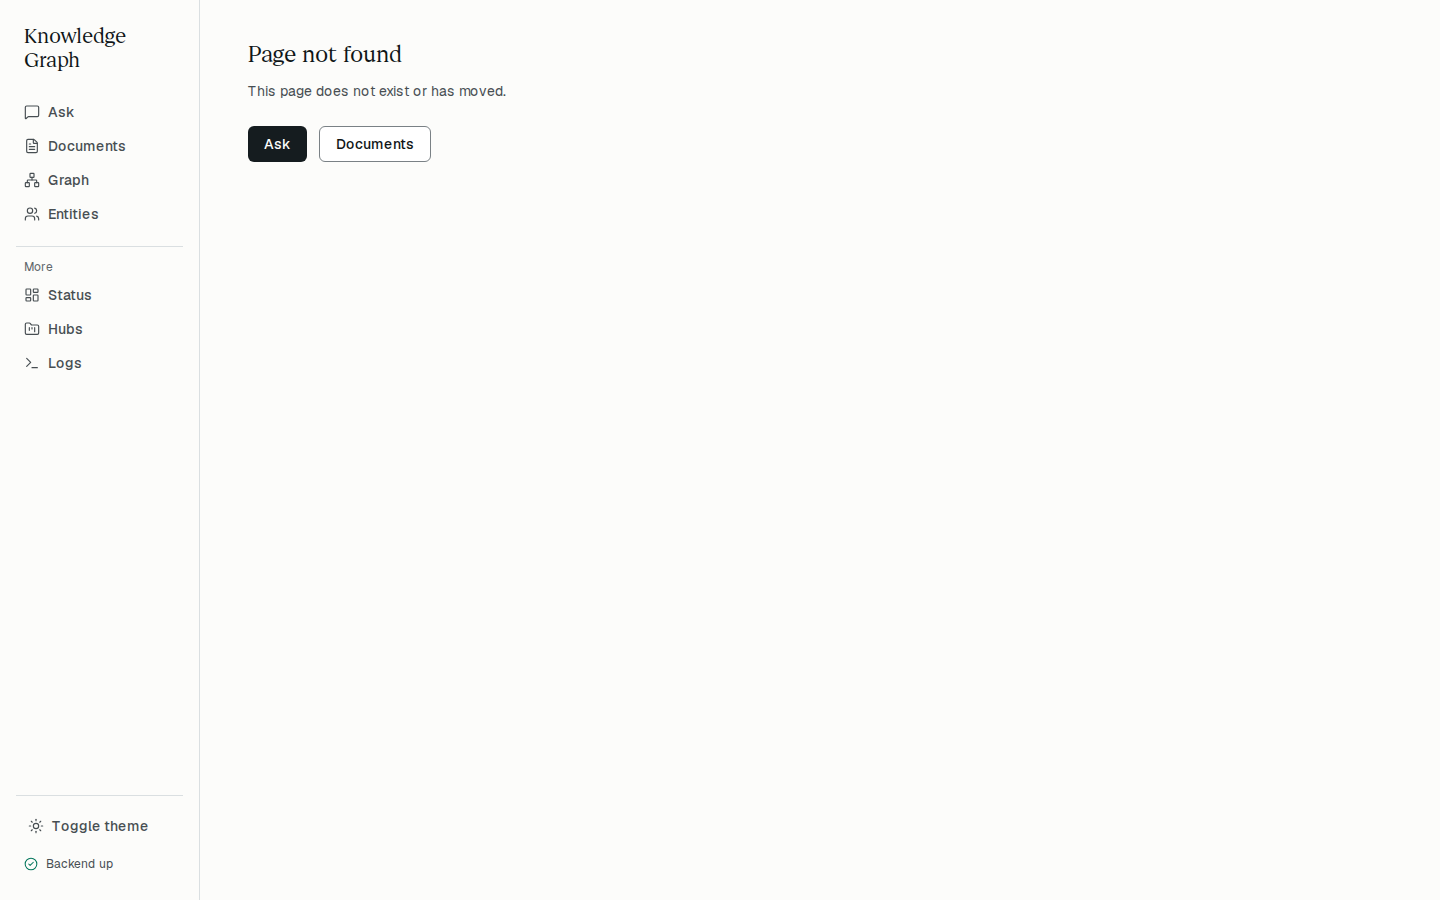 Knowledge
Graph
Ask
Documents
Graph
Entities
More
Status
Hubs
Logs
Toggle theme
Backend up
Page not found
This page does not exist or has moved.
Ask
Documents